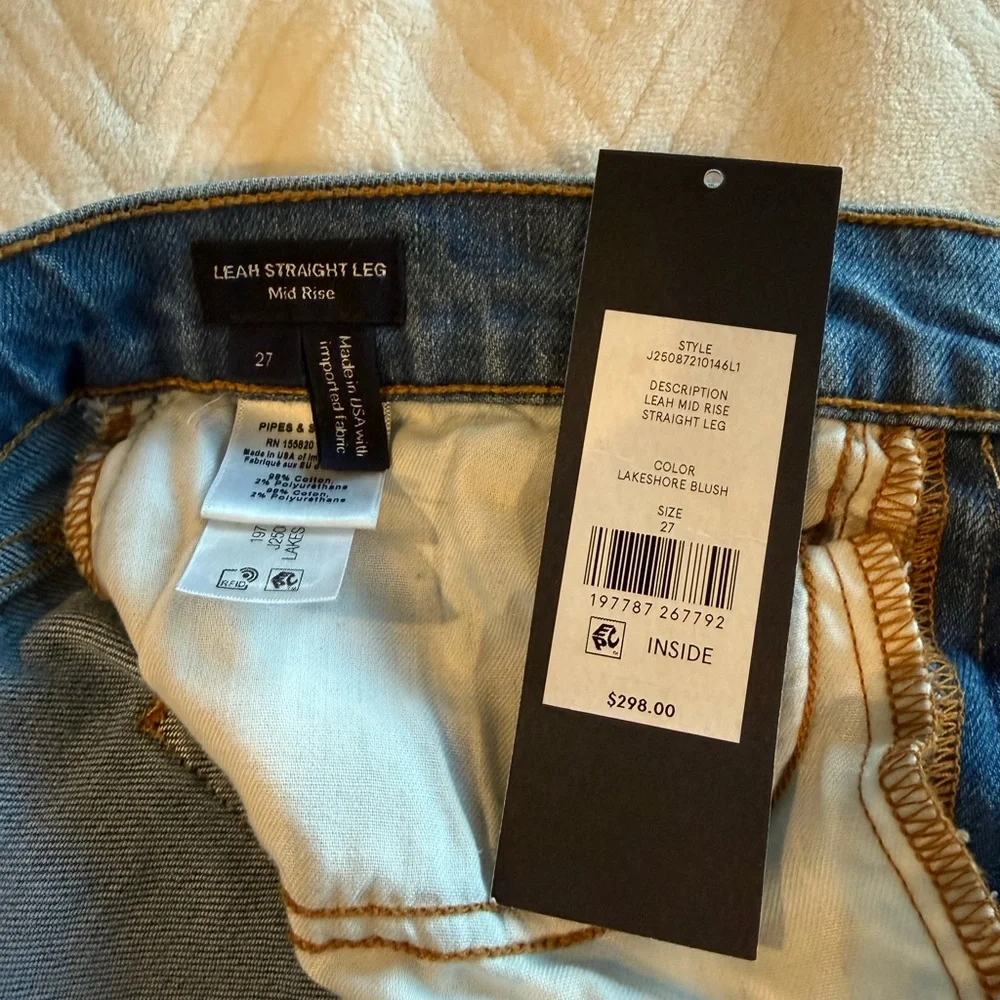 LEAH STRAIGHT LEG
Mid Rise
27
Made in USA with
imported fabric
PIPES & S
RN 155820
Made in USA of im
Fabriqué aux EU d
98% Cotton,
2% Polyurethane
98% Coton,
2% Polyuréthane
197
J250
LAKES
RFID
EPC
STYLE
J25087210146L1
DESCRIPTION
LEAH MID RISE
STRAIGHT LEG
COLOR
LAKESHORE BLUSH
SIZE
27
197787 267792
EPC
INSIDE
$298.00